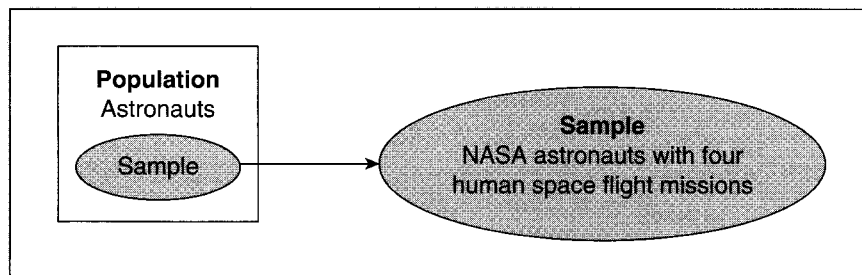 Population
Astronauts
Sample
Sample
NASA astronauts with four
human space flight missions